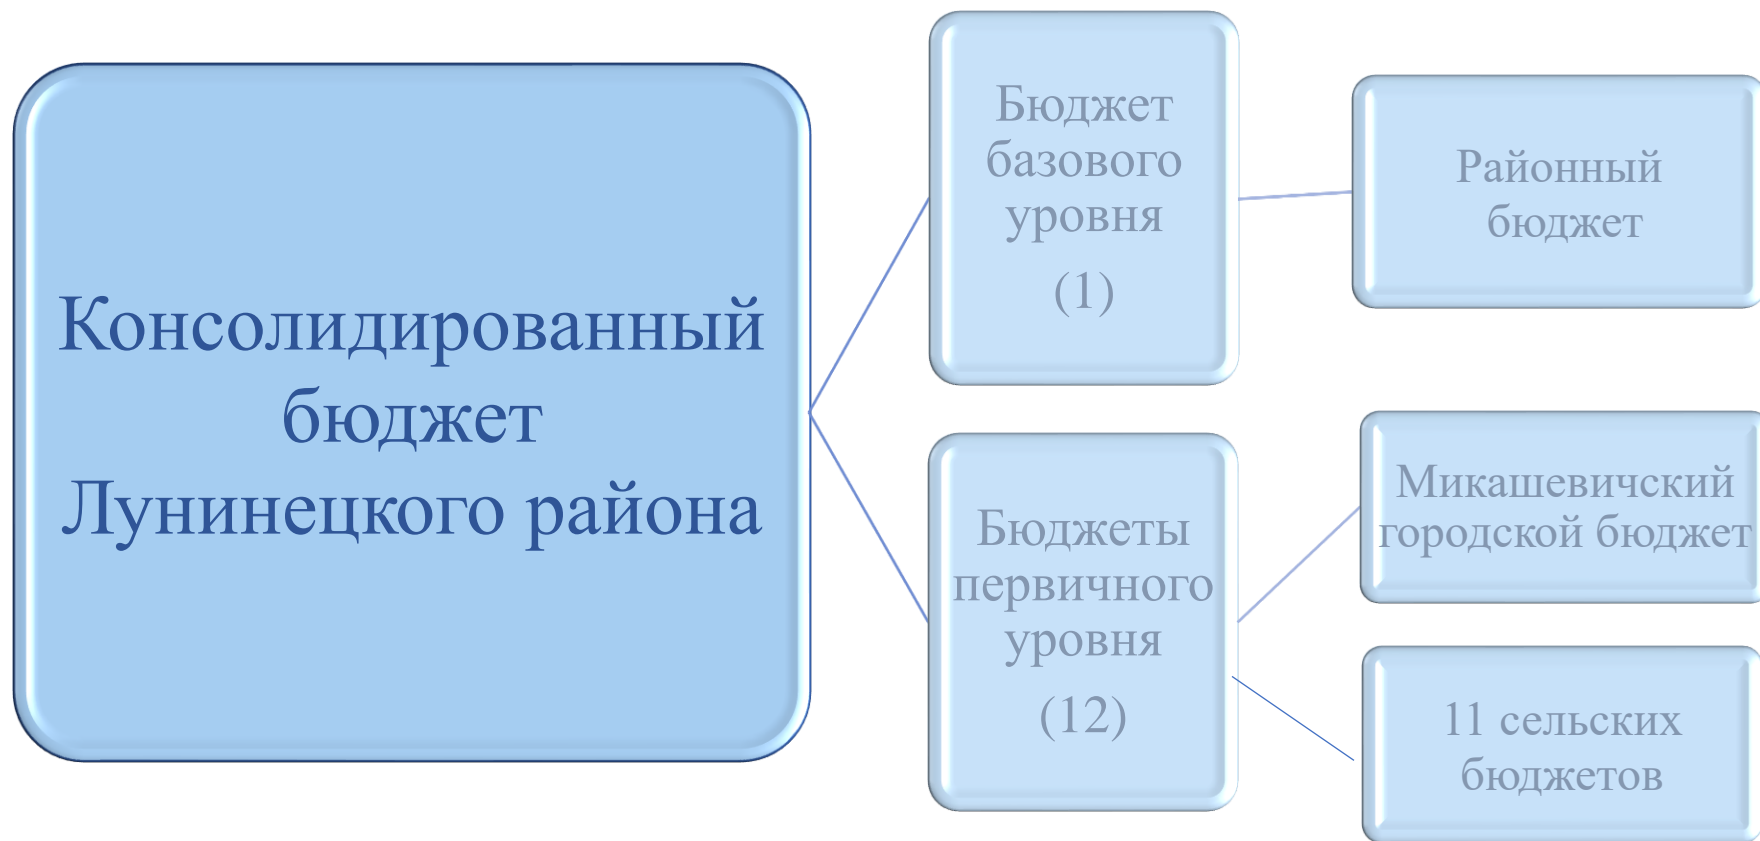 Консолидированный
бюджет
Лунинецкого района
Бюджет
базового
уровня
(1)
Районный
бюджет
Бюджеты
первичного
уровня
(12)
Микашевичский
городской бюджет
11 сельских
бюджетов